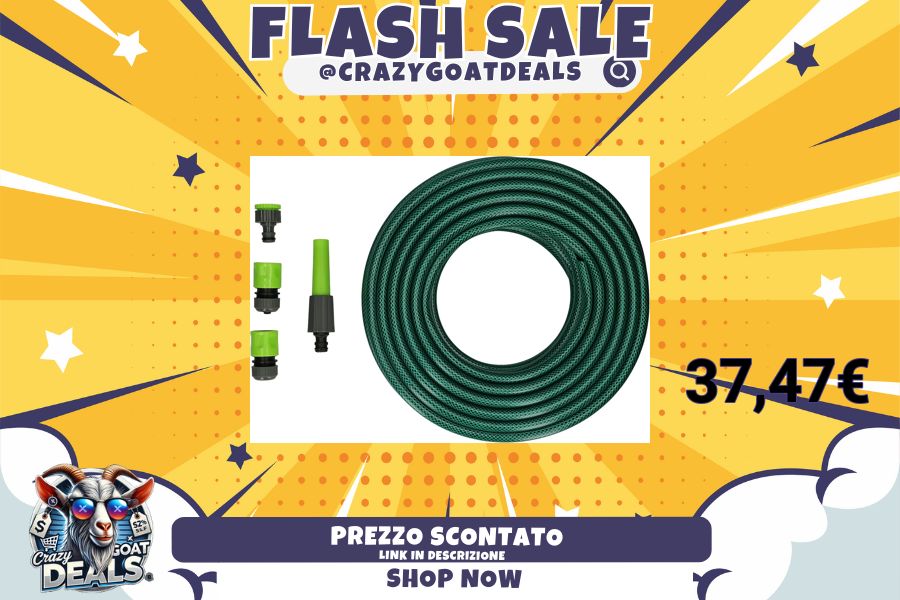 FLASH SALE
@CRAZYGOATDEALS
37,47€
PREZZO SCONTATO
LINK IN DESCRIZIONE
SHOP NOW
$
Crazy
GOAT
DEALS